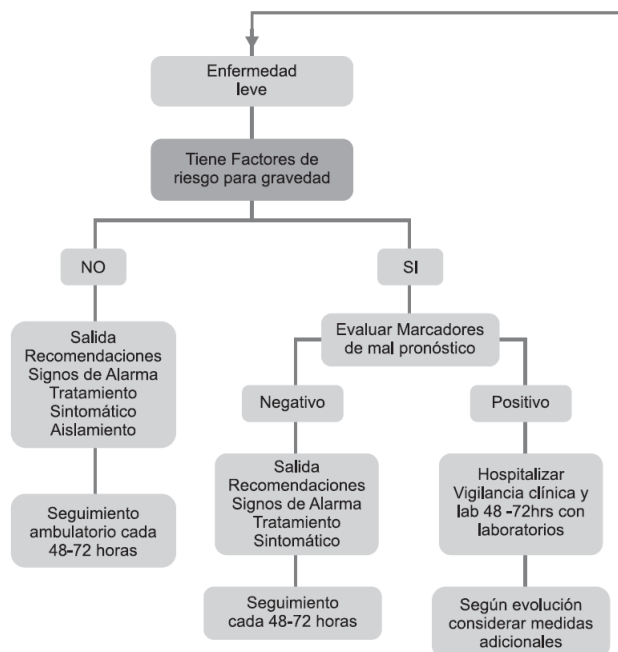 Enfermedad
leve
Tiene Factores de
riesgo para gravedad
NO
SI
Salida
Recomendaciones
Signos de Alarma
Tratamiento
Sintomático
Aislamiento
Seguimiento
ambulatorio cada
48-72 horas
Evaluar Marcadores
de mal pronóstico
Negativo
Positivo
Salida
Recomendaciones
Signos de Alarma
Tratamiento
Sintomático
Seguimiento
cada 48-72 horas
Hospitalizar
Vigilancia clínica y
lab 48 -72hrs con
laboratorios
Según evolución
considerar medidas
adicionales